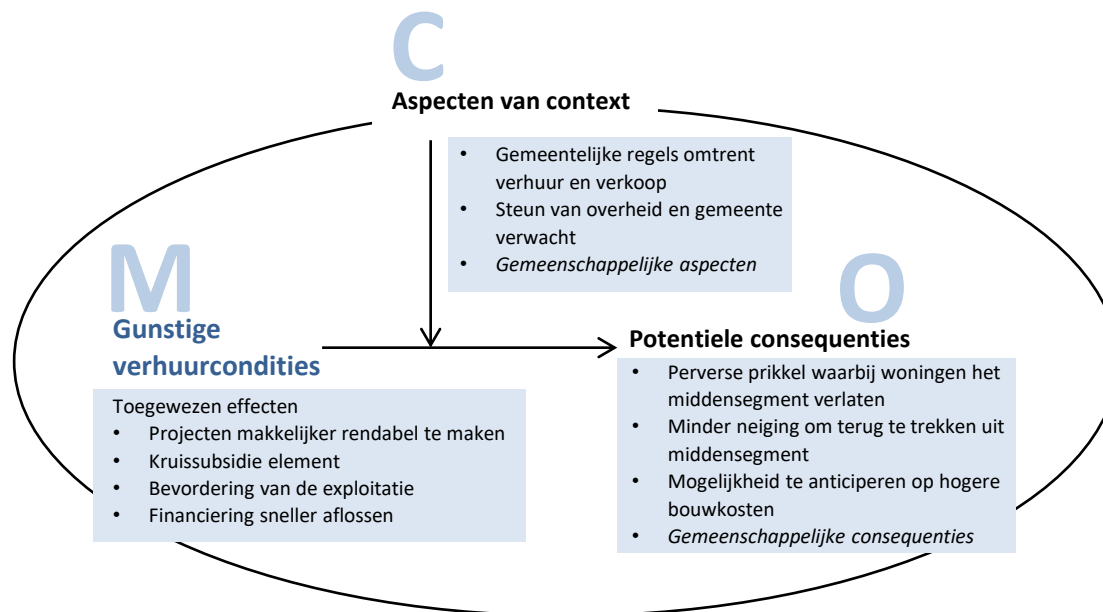 C
Aspecten van context
• Gemeentelijke regels omtrent
verhuur en verkoop
• Steun van overheid en gemeente
verwacht
• Gemeenschappelijke aspecten
M
Gunstige
verhuurcondities
Toegewezen effecten
• Projecten makkelijker rendabel te maken
• Kruissubsidie element
• Bevordering van de exploitatie
• Financiering sneller aflossen
O
Potentiele consequenties
• Perverse prikkel waarbij woningen het
middensegment verlaten
• Minder neiging om terug te trekken uit
middensegment
• Mogelijkheid te anticiperen op hogere
bouwkosten
• Gemeenschappelijke consequenties